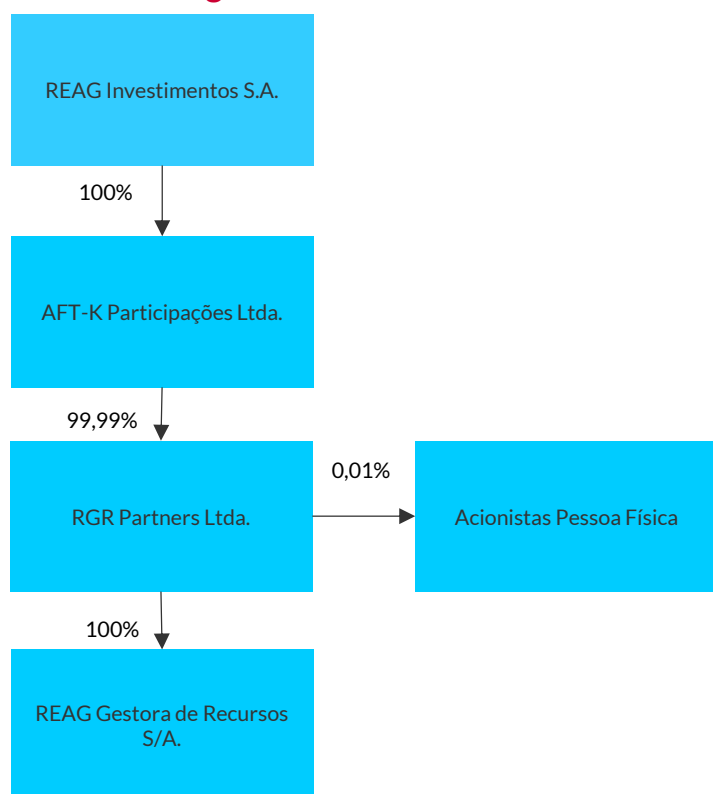 REAG Investimentos S.A.
100%
AFT-K Participações Ltda.
99,99%
RGR Partners Ltda.
0,01%
Acionistas Pessoa Física
100%
REAG Gestora de Recursos
S/A.